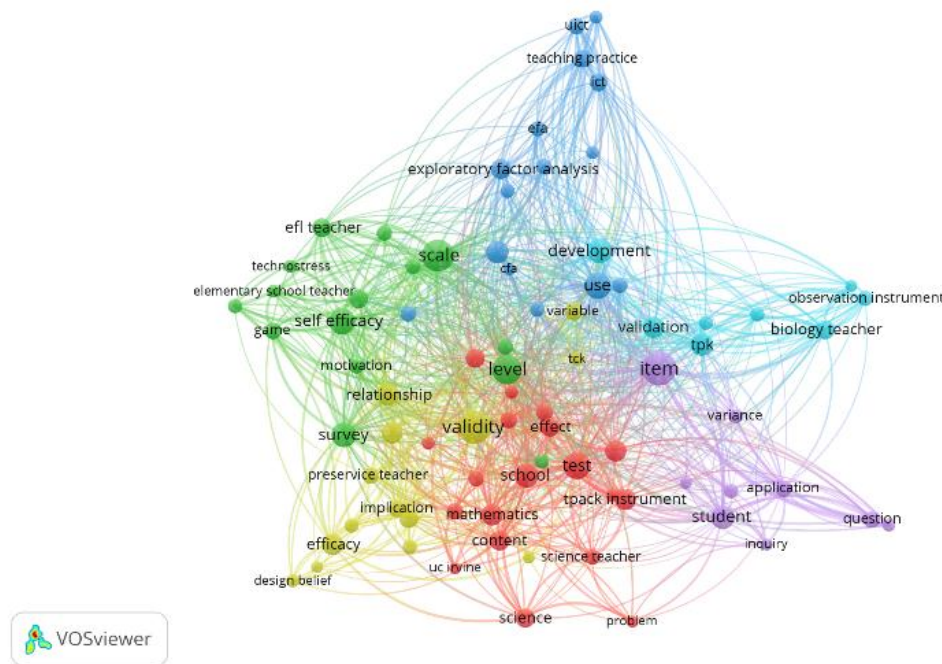 uict
teaching practice
ict
efa
exploratory factor analysis
efl teacher
scale
development
technostress
cfa
elementary school teacher
use
observation instrument
game
self efficacy
variable
validation
biology teacher
tpk
tck
motivation
level
item
relationship
variance
survey
validity
effect
preservice teacher
school
test
application
implication
mathematics
tpack instrument
student
question
efficacy
content
inquiry
science teacher
uc irvine
design belief
science
problem
VOSviewer